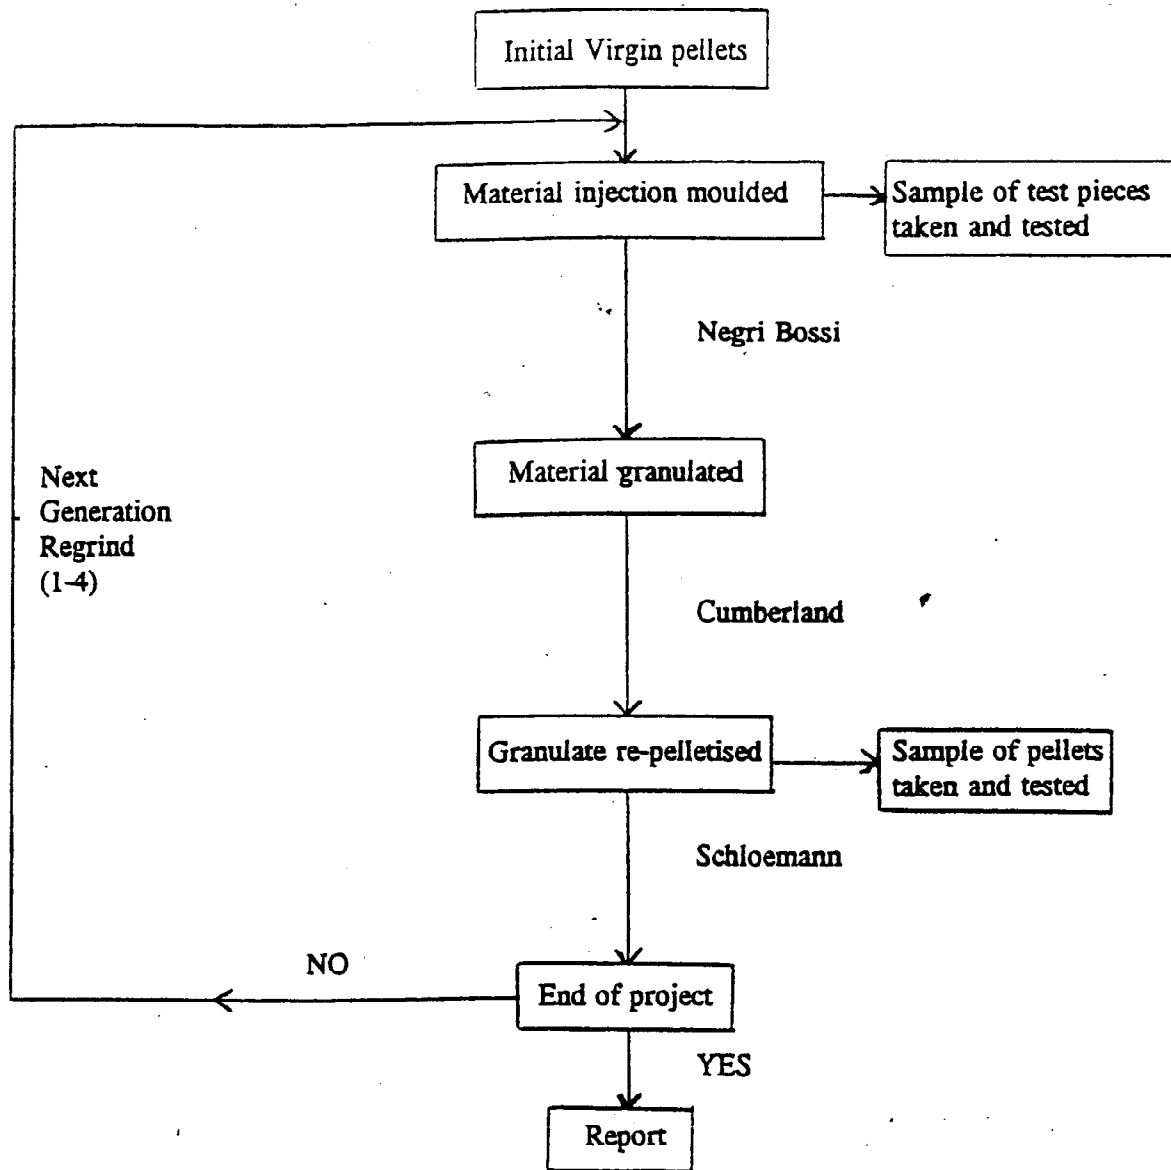 Initial Virgin pellets
Material injection moulded
Sample of test pieces
taken and tested
Negri Bossi
Material granulated
Next
Generation
Regrind
(1-4)
Cumberland
Granulate re-pelletised
Sample of pellets
taken and tested
Schloemann
NO
End of project
YES
Report